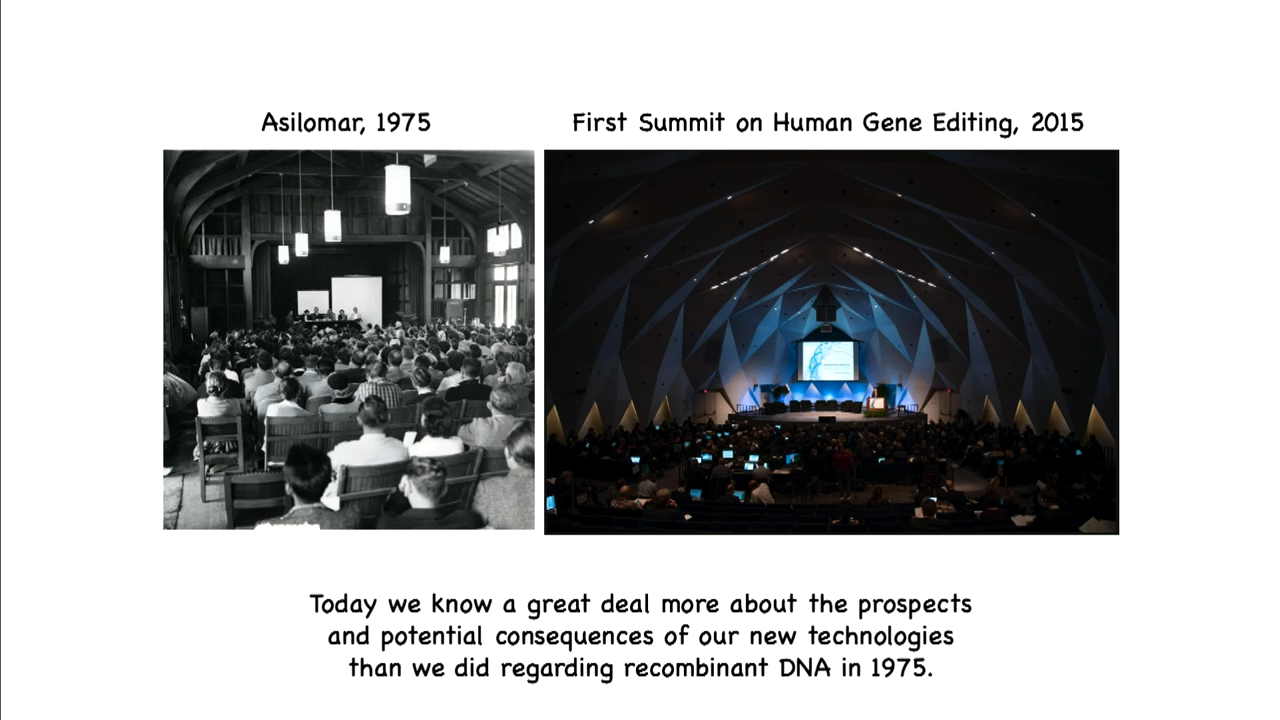 Asilomar, 1975
First Summit on Human Gene Editing, 2015
Today we know a great deal more about the prospects
and potential consequences of our new technologies
than we did regarding recombinant DNA in 1975.